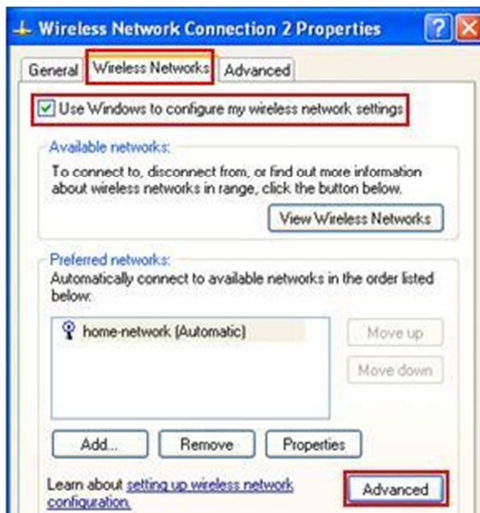 Wireless Network Connection 2 Properties
General Wireless Networks Advanced
Use Windows to configure my wireless network settings
Available networks:
To connect to, disconnect from, or find out more information
about wireless networks in range, click the button below.
View Wireless Networks
Preferred networks:
Automatically connect to available networks in the order listed
below:
home-network (Automatic)
Move up
Move down
Add... Remove Properties
Learn about setting up wireless network
configuration.
Advanced